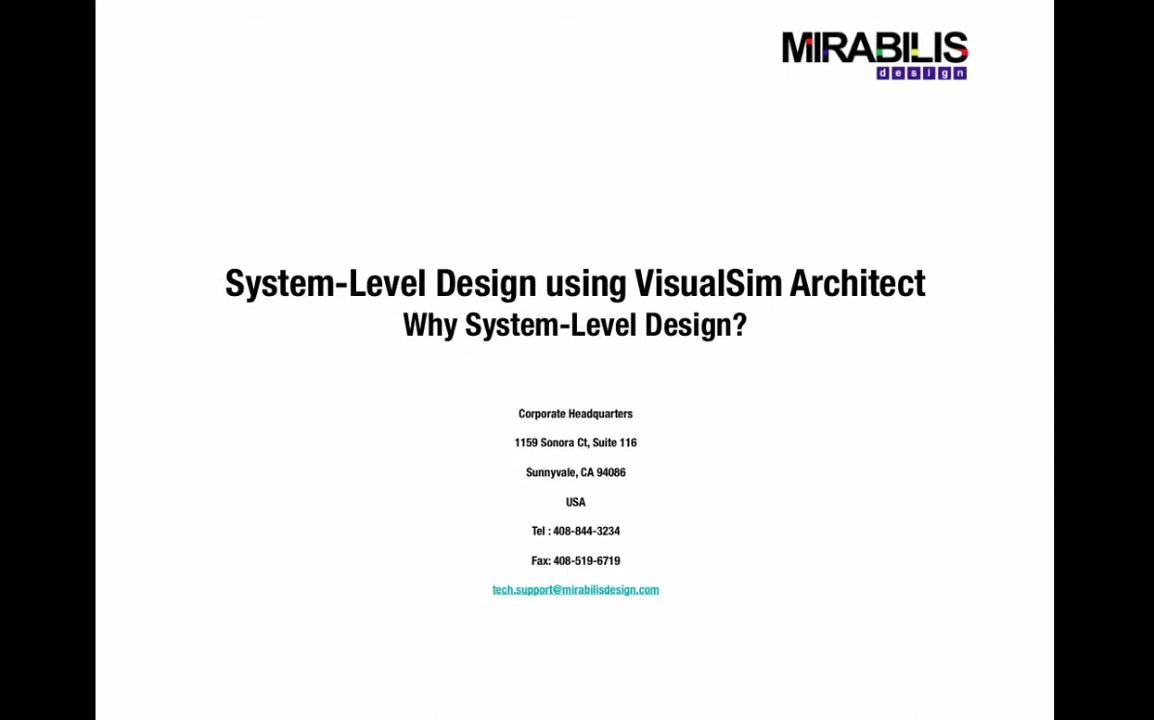 MIRABILIS
design
System-Level Design using VisualSim Architect
Why System-Level Design?
Corporate Headquarters
1159 Sonora Ct, Suite 116
Sunnyvale, CA 94086
USA
Tel : 408-844-3234
Fax: 408-519-6719
tech.support@mirabilisdesign.com